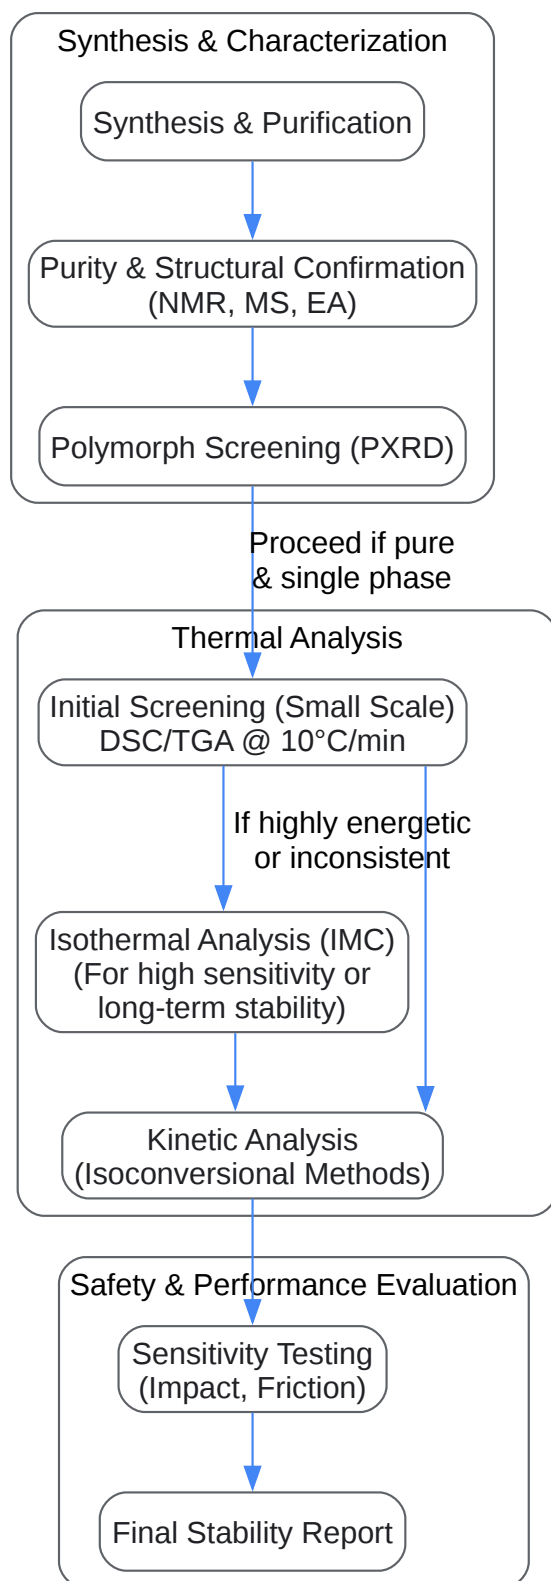 Synthesis & Characterization
Synthesis & Purification
Purity & Structural Confirmation
(NMR, MS, EA)
Polymorph Screening (PXRD)
Proceed if pure
& single phase
Thermal Analysis
Initial Screening (Small Scale)
DSC/TGA @ 10°C/min
If highly energetic
or inconsistent
Isothermal Analysis (IMC)
(For high sensitivity or
long-term stability)
Kinetic Analysis
(Isoconversional Methods)
Safety & Performance Evaluation
Sensitivity Testing
(Impact, Friction)
Final Stability Report